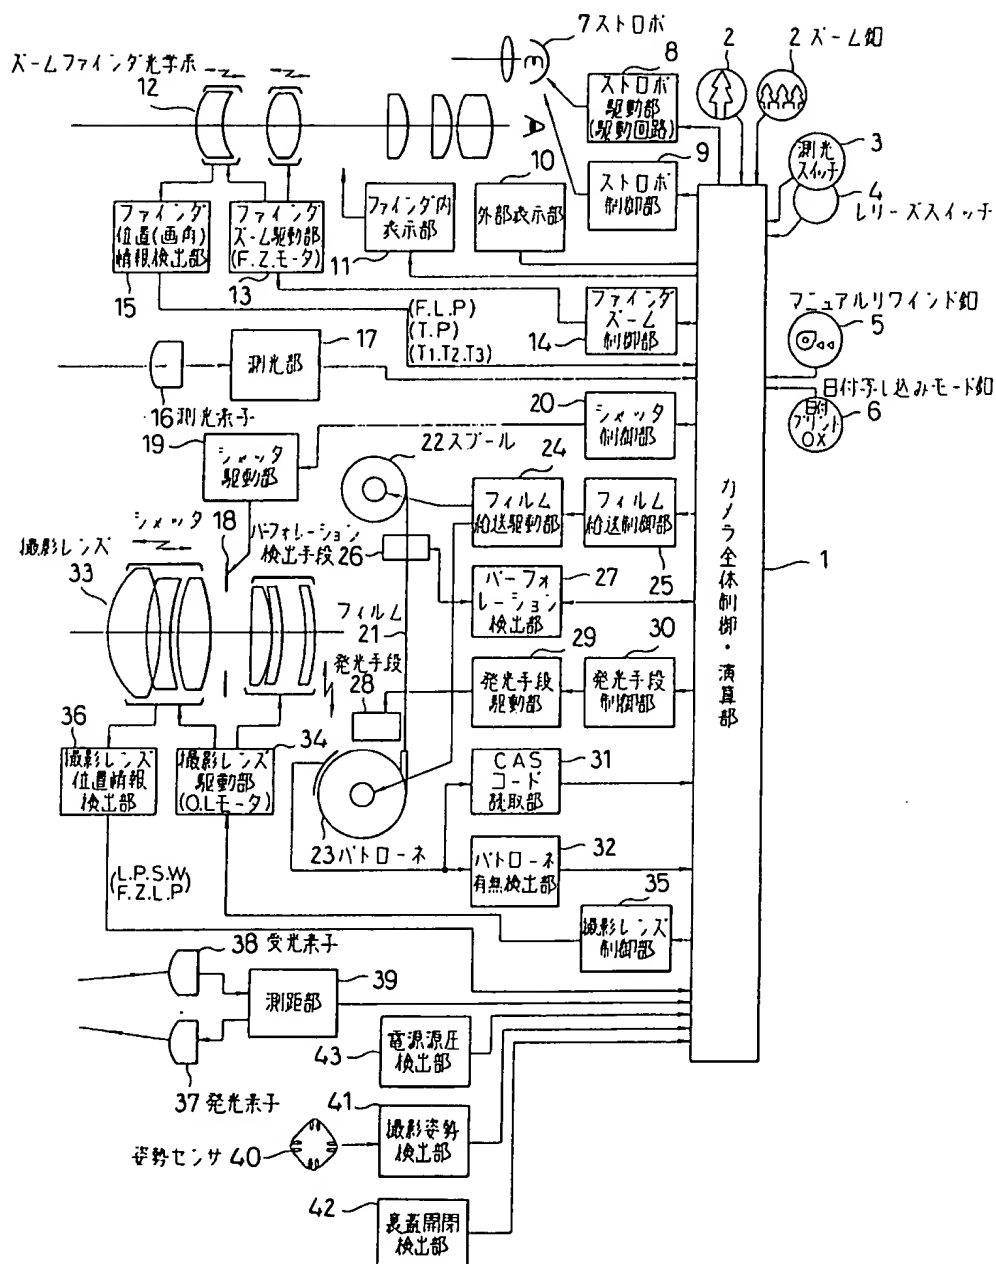 7 ストロボ
2
2 ズーム釦
ズームファインダ光学系
12
8
ストロボ
駆動部
(駆動回路)
3
測光
スイッチ
4
レリーズスイッチ
9
ストロボ
制御部
10
外部表示部
ファインダ内
表示部
11
ファインダ
位置(画角)
情報検出部
15
ファインダ
ズーム駆動部
(F.Z.モータ)
13
ファインダ
ズーム
制御部
14
(F.L.P)
(T.P)
(T1.T2.T3)
マニュアルリワインド釦
5
17
測光部
16 測光素子
日付写し込みモード釦
日付
プリント
OX
6
20
シャッタ
制御部
19
シャッタ
駆動部
22 スプール
24
フィルム
給送駆動部
フィルム
給送制御部
25
シャッタ
18
パーフォレーション
検出手段 26
撮影レンズ
33
27
パーフォ
レーション
検出部
カメラ全体制御・演算部
1
フィルム
21
発光手段
28
29
発光手段
駆動部
30
発光手段
制御部
36
撮影レンズ
位置情報
検出部
34
撮影レンズ
駆動部
(O.Lモータ)
31
CAS
コード
読取部
23 パトローネ
32
パトローネ
有無検出部
(L.P.S.W
F.Z.L.P)
35
撮影レンズ
制御部
38 受光素子
39
測距部
37 発光素子
電源源圧
検出部
43
41
撮影姿勢
検出部
姿勢センサ 40
42
裏蓋開閉
検出部